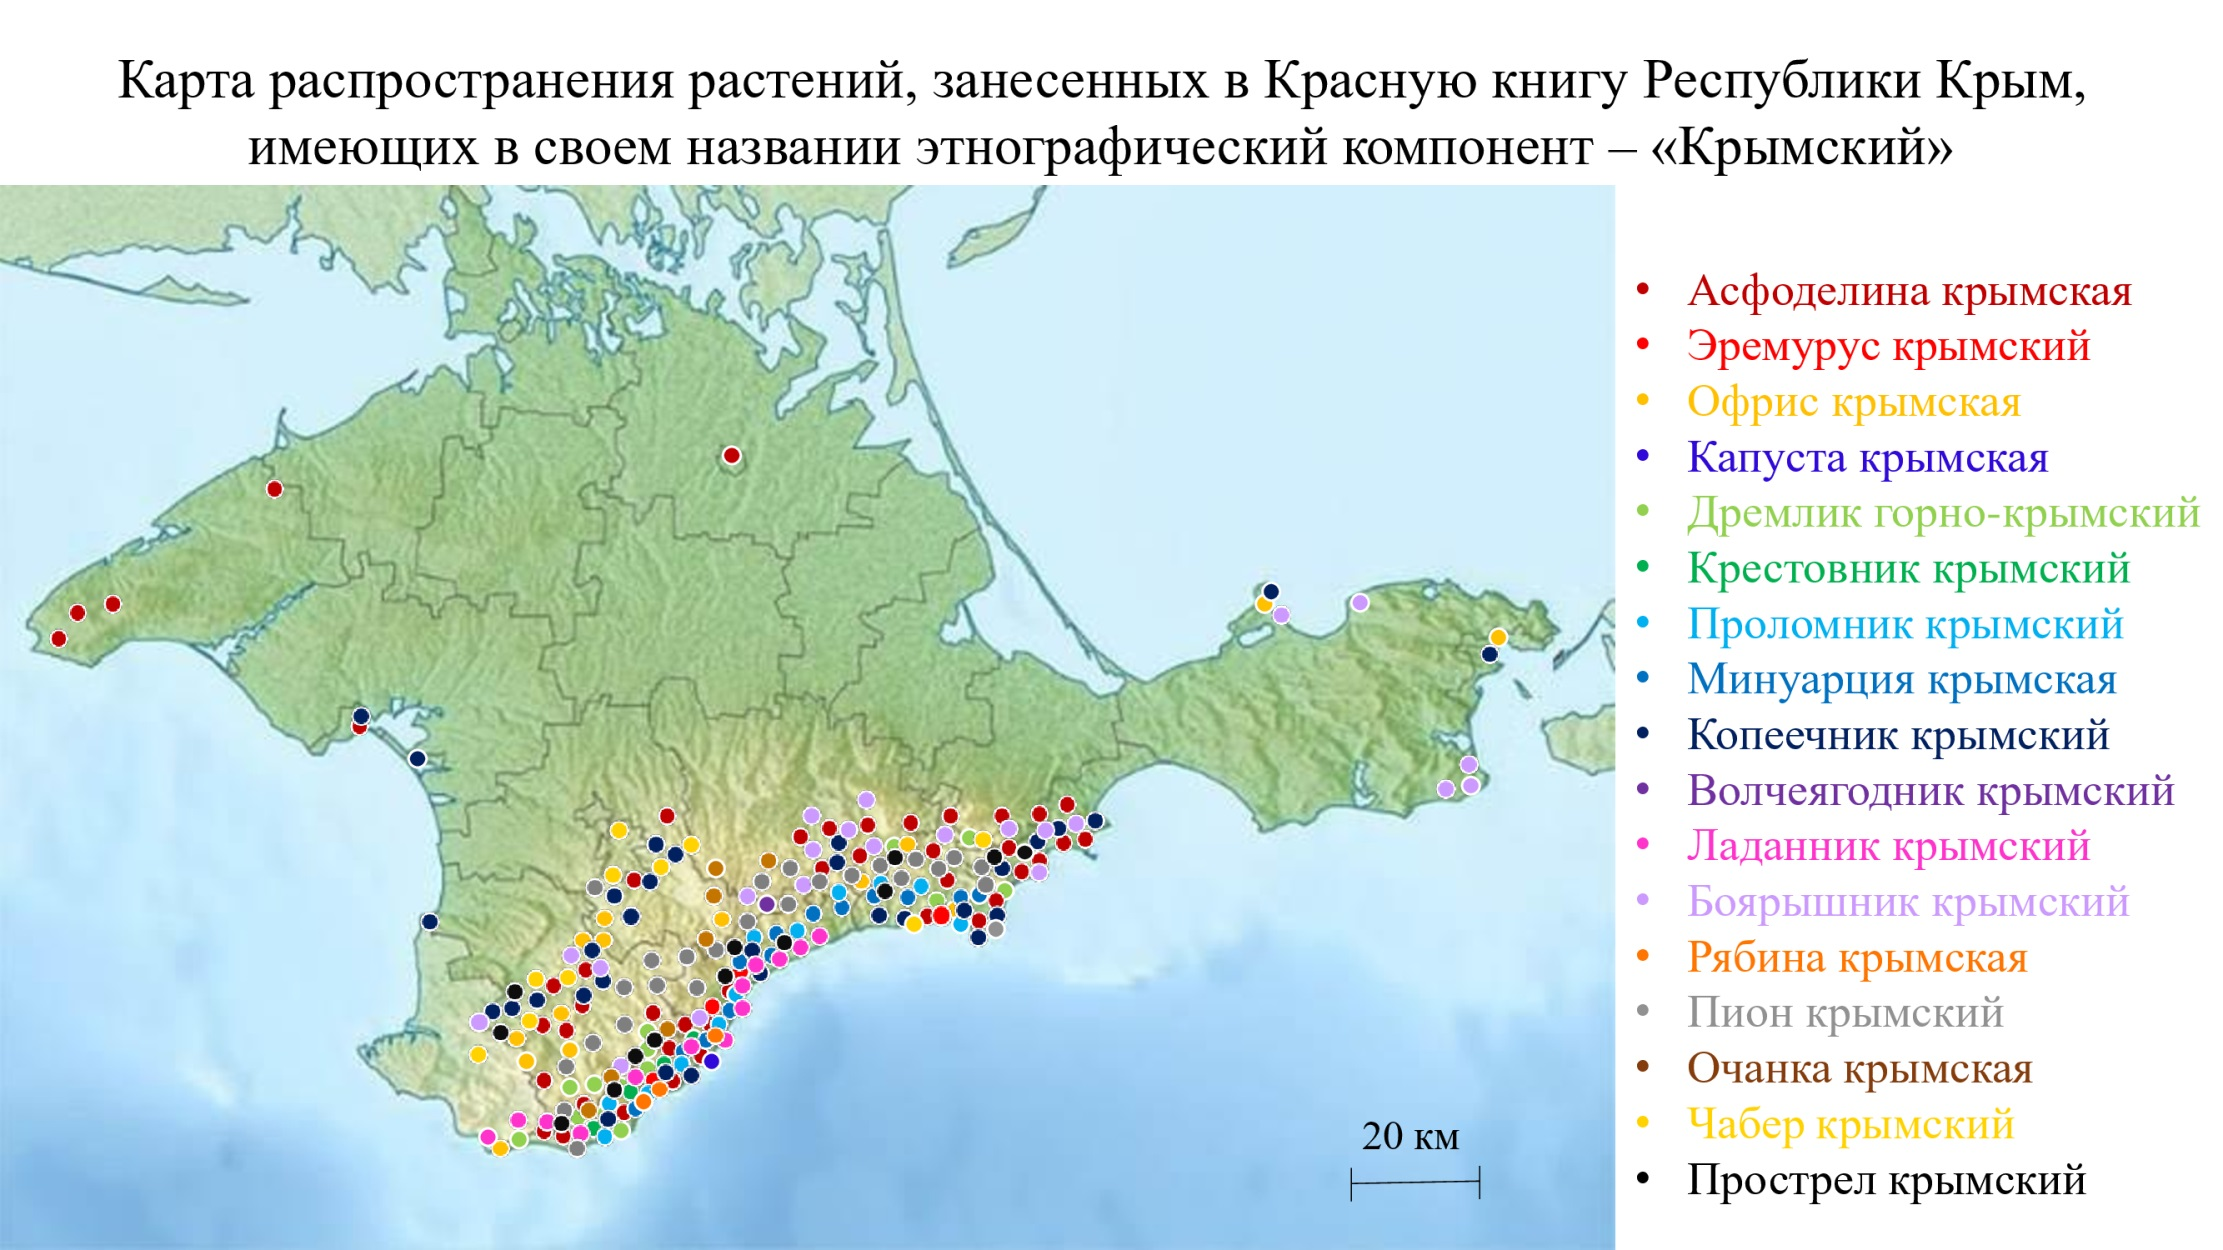 Карта распространения растений, занесенных в Красную книгу Республики Крым,
имеющих в своем названии этнографический компонент – «Крымский»
• Асфоделина крымская
• Эремурус крымский
• Офрис крымская
• Капуста крымская
• Дремлик горно-крымский
• Крестовник крымский
• Проломник крымский
• Минуарция крымская
• Копеечник крымский
• Волчеягодник крымский
• Ладанник крымский
• Боярышник крымский
• Рябина крымская
• Пион крымский
• Очанка крымская
• Чабер крымский
• Прострел крымский
20 км